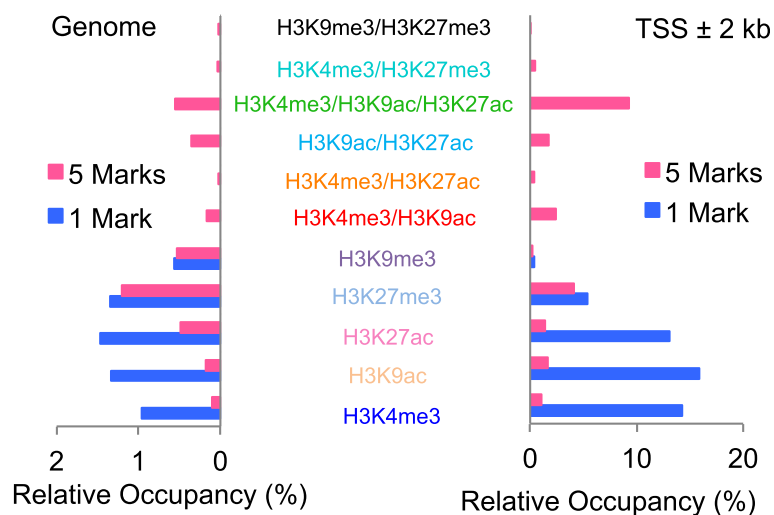 Genome
H3K9me3/H3K27me3
TSS ± 2 kb
H3K4me3/H3K27me3
H3K4me3/H3K9ac/H3K27ac
H3K9ac/H3K27ac
5 Marks
H3K4me3/H3K27ac
5 Marks
1 Mark
H3K4me3/H3K9ac
1 Mark
H3K9me3
H3K27me3
H3K27ac
H3K9ac
H3K4me3
2 1 0
0 10 20
Relative Occupancy (%)
Relative Occupancy (%)